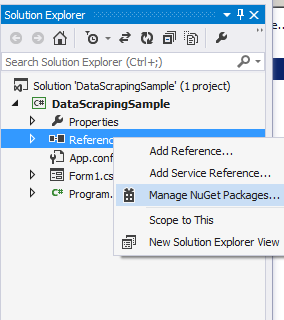 Solution Explorer
Search Solution Explorer (Ctrl+;)
Solution 'DataScrapingSample' (1 project)
C# DataScrapingSample
Properties
Referenc
App.conf
Form1.cs
C# Program.
Add Reference...
Add Service Reference...
Manage NuGet Packages...
Scope to This
New Solution Explorer View